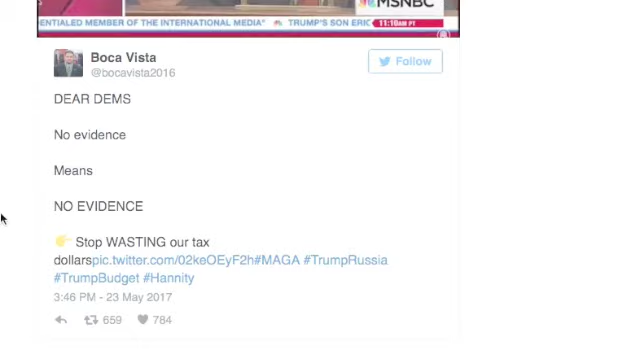 MSNBC
ENTIALED MEMBER OF THE INTERNATIONAL MEDIA" TRUMP'S SON ERIC 11:10AM PT
Boca Vista
@bocavista2016
Follow
DEAR DEMS
No evidence
Means
NO EVIDENCE
👉 Stop WASTING our tax
dollarspic.twitter.com/02keOEyF2h#MAGA #TrumpRussia
#TrumpBudget #Hannity
3:46 PM - 23 May 2017
659 784